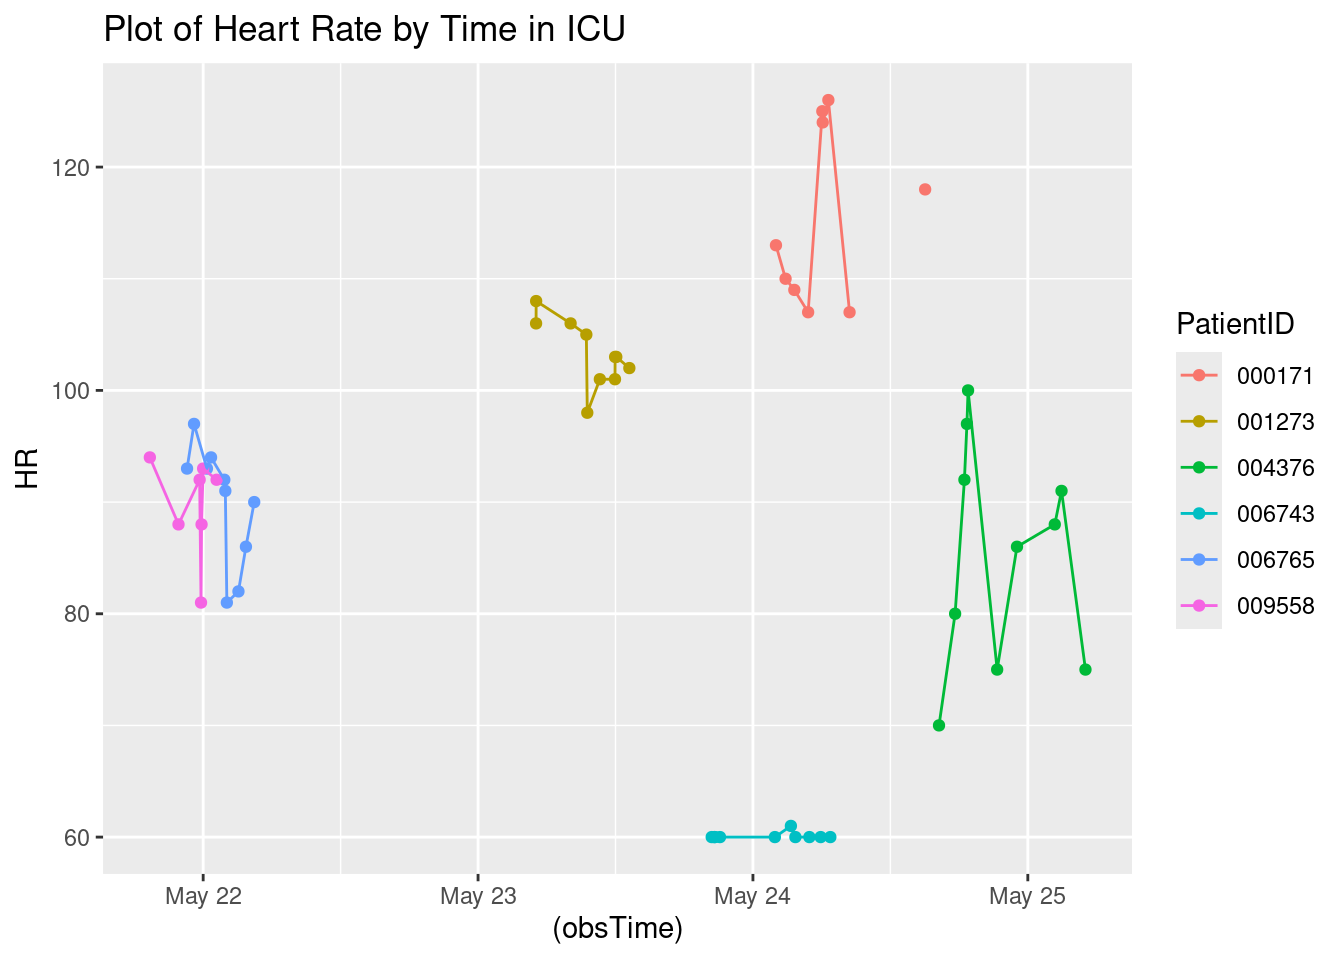 Plot of Heart Rate by Time in ICU
HR
120
100
80
60
May 22
May 23
May 24
May 25
(obsTime)
PatientID
000171
001273
004376
006743
006765
009558